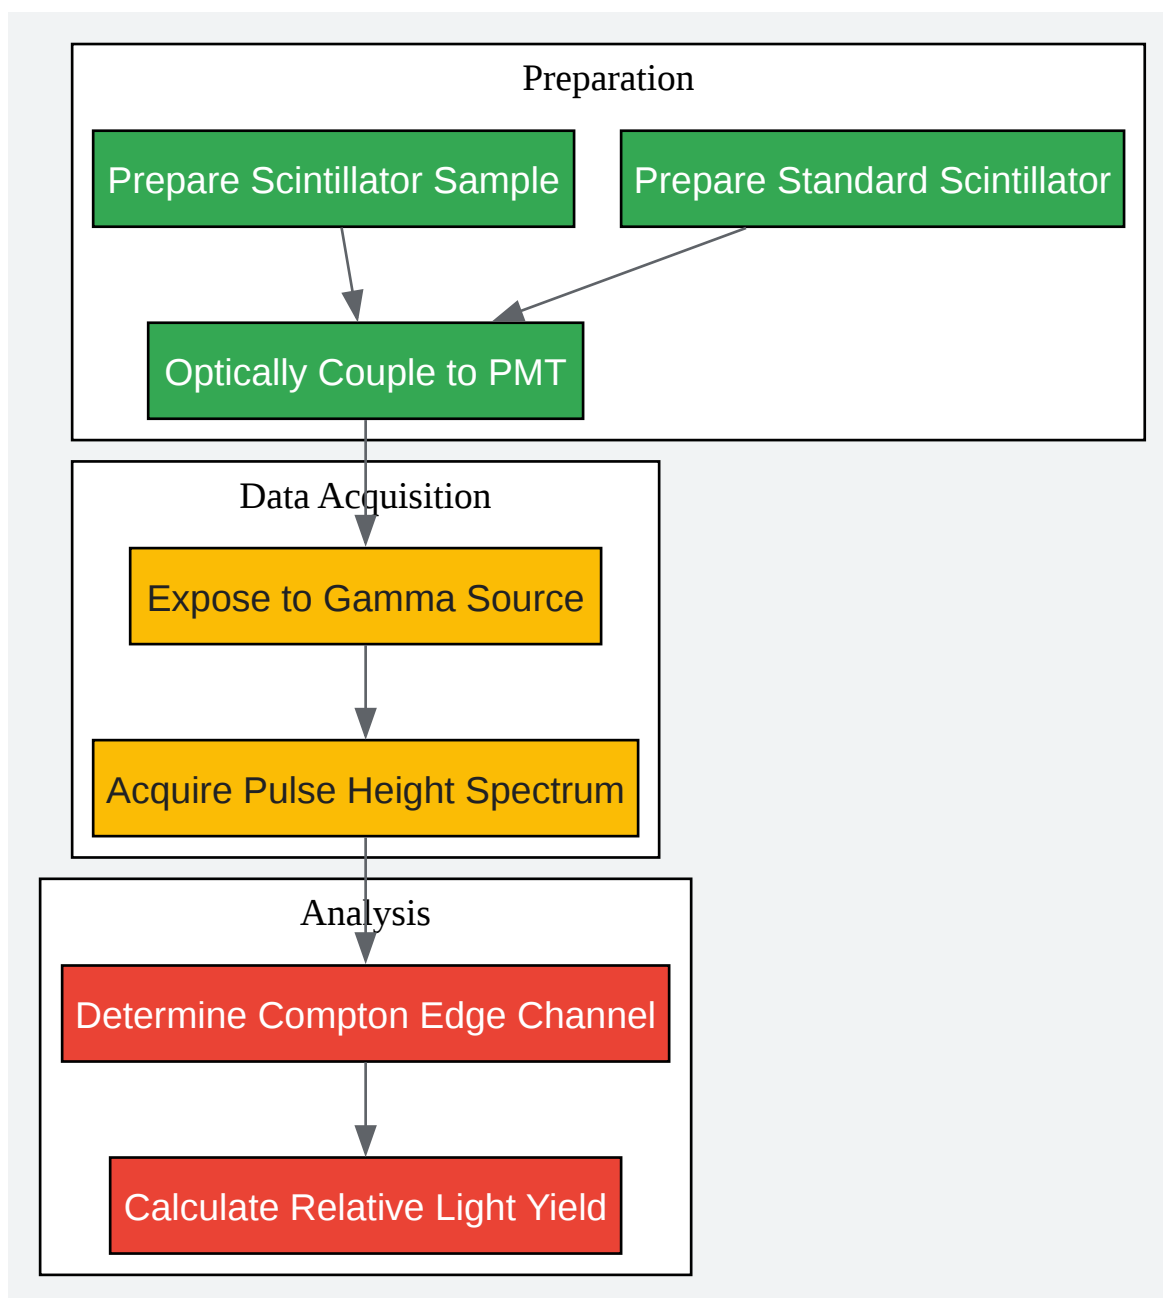 Preparation
Prepare Scintillator Sample
Prepare Standard Scintillator
Optically Couple to PMT
Data Acquisition
Expose to Gamma Source
Acquire Pulse Height Spectrum
Analysis
Determine Compton Edge Channel
Calculate Relative Light Yield